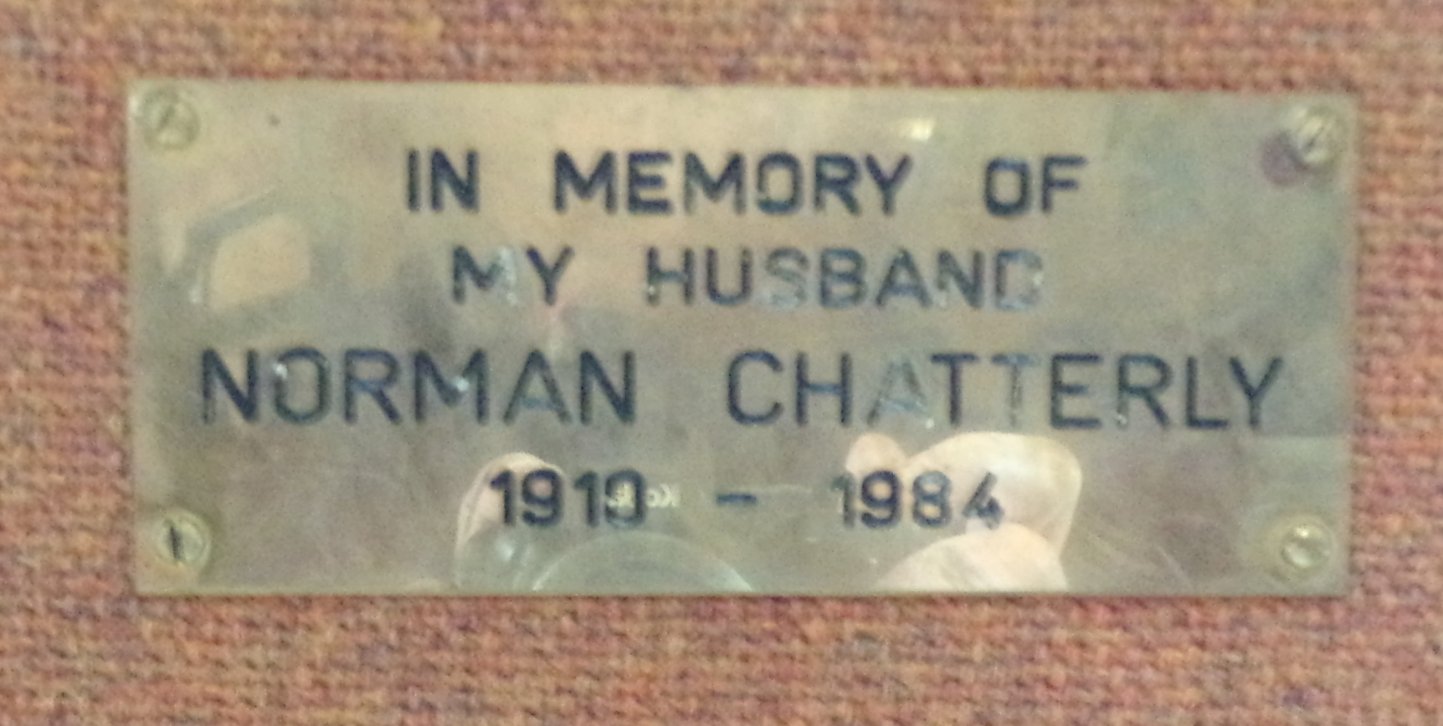 IN MEMORY OF
MY HUSBAND
NORMAN CHATTERLY
1910 - 1984